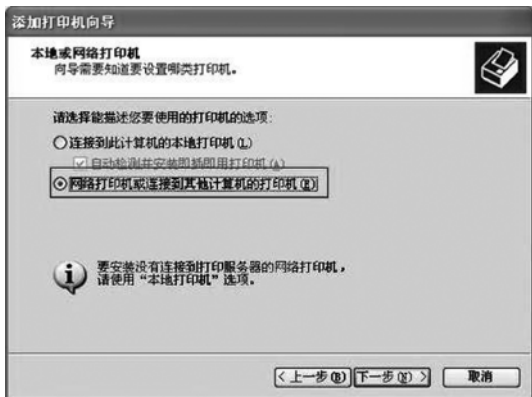 添加打印机向导
本地或网络打印机
向导需要知道要设置哪类打印机。
请选择能描述您要使用的打印机的选项:
连接到此计算机的本地打印机(L)
自动检测并安装即插即用打印机(A)
网络打印机或连接到其他计算机的打印机(E)
要安装没有连接到打印服务器的网络打印机，
请使用“本地打印机”选项。
< 上一步(B) 下一步(N) > 取消